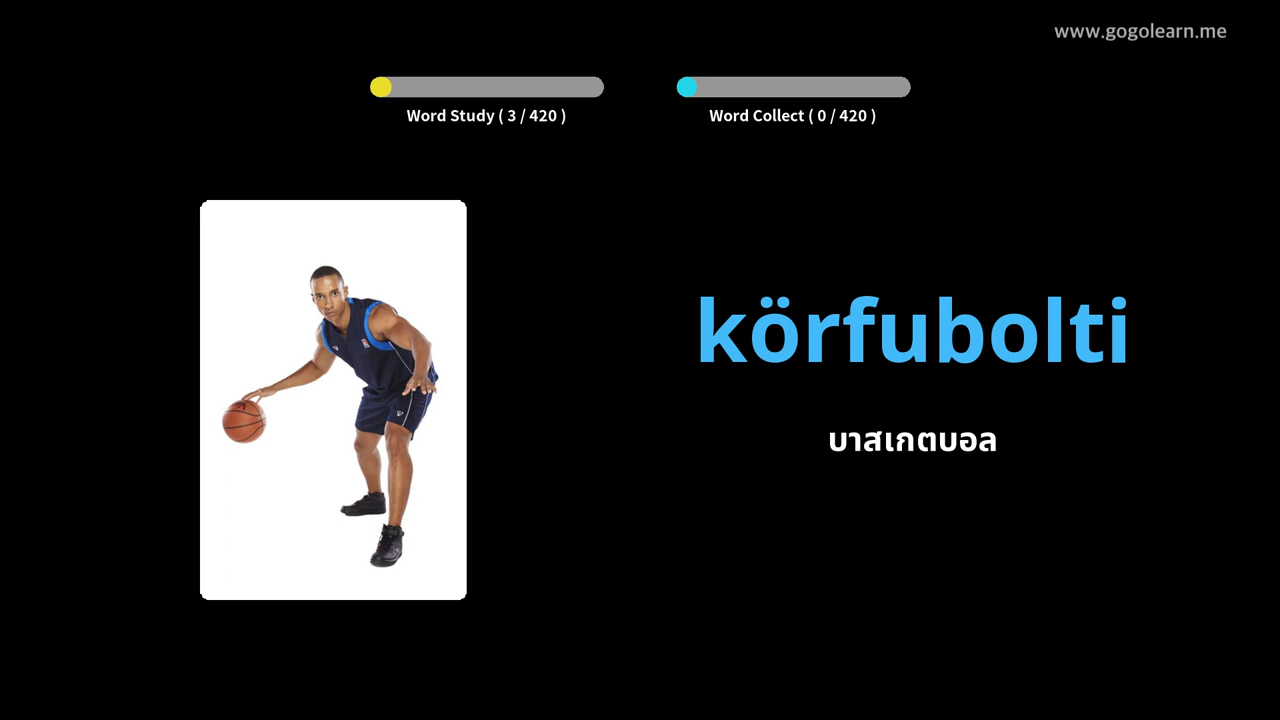 www.gogolearn.me
Word Study ( 3 / 420 )
Word Collect ( 0 / 420 )
körfubolti
บาสเกตบอล